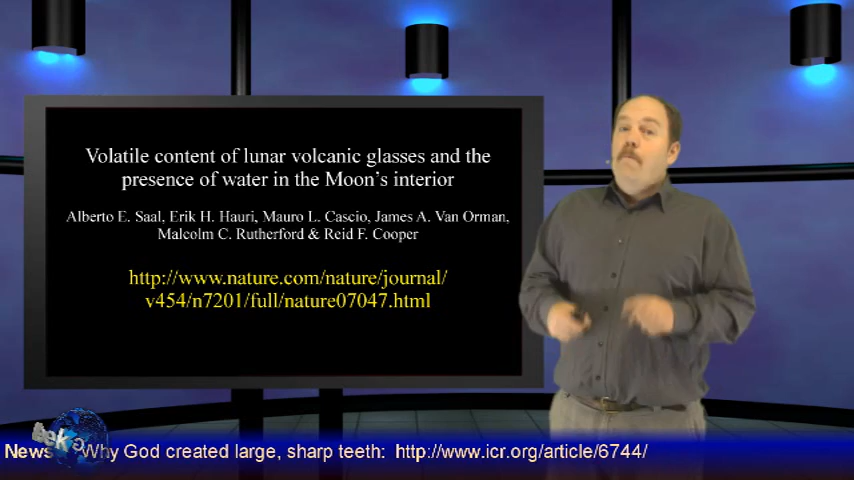 Volatile content of lunar volcanic glasses and the
presence of water in the Moon's interior
Alberto E. Saal, Erik H. Hauri, Mauro L. Cascio, James A. Van Orman,
Malcolm C. Rutherford & Reid F. Cooper
http://www.nature.com/nature/journal/
v454/n7201/full/nature07047.html
News Why God created large, sharp teeth: http://www.icr.org/article/6744/